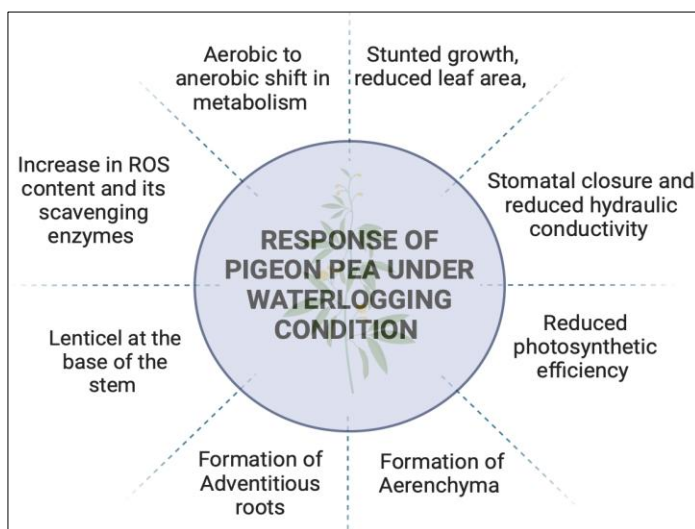 Aerobic to
anerobic shift in
metabolism
Stunted growth,
reduced leaf area,
Increase in ROS
content and its
scavenging
enzymes
Stomatal closure and
reduced hydraulic
conductivity
RESPONSE OF
PIGEON PEA UNDER
WATERLOGGING
CONDITION
Lenticel at the
base of the
stem
Reduced
photosynthetic
efficiency
Formation of
Adventitious
roots
Formation of
Aerenchyma